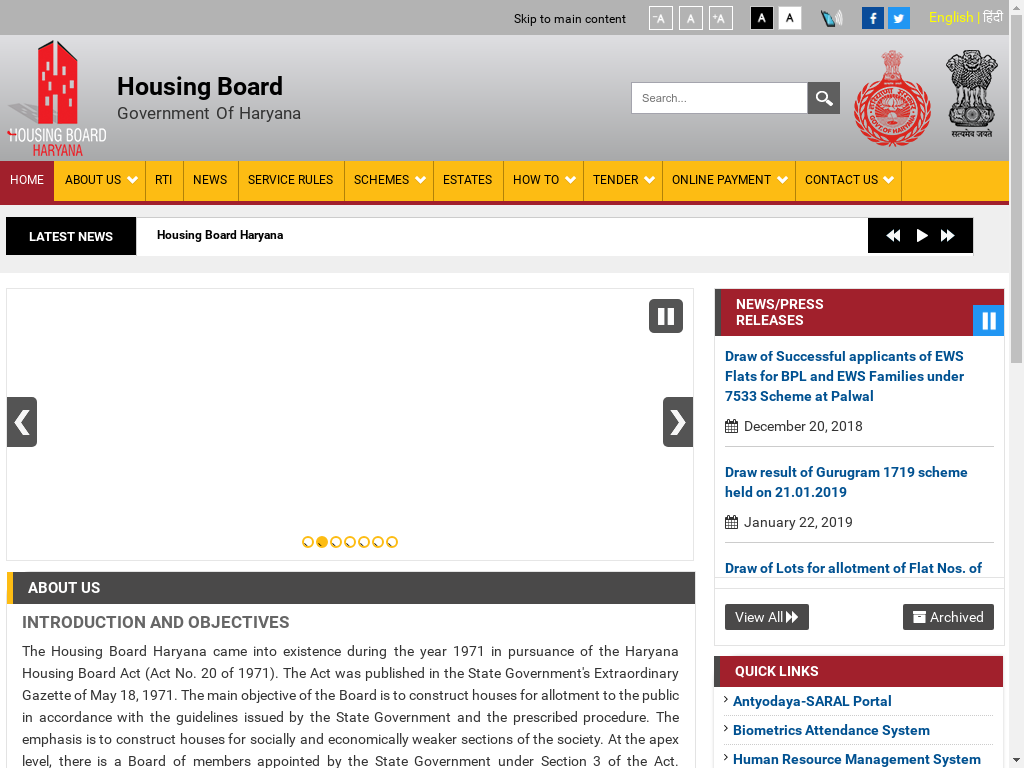 Skip to main content
-A
A
+A
A
A
English | हिंदी
Housing Board
Government Of Haryana
HOUSING BOARD
HARYANA
Search...
सत्यमेव जयते
HOME
ABOUT US
RTI
NEWS
SERVICE RULES
SCHEMES
ESTATES
HOW TO
TENDER
ONLINE PAYMENT
CONTACT US
LATEST NEWS
Housing Board Haryana
NEWS/PRESS
RELEASES
Draw of Successful applicants of EWS
Flats for BPL and EWS Families under
7533 Scheme at Palwal
December 20, 2018
Draw result of Gurugram 1719 scheme
held on 21.01.2019
January 22, 2019
Draw of Lots for allotment of Flat Nos. of
View All
Archived
ABOUT US
INTRODUCTION AND OBJECTIVES
The Housing Board Haryana came into existence during the year 1971 in pursuance of the Haryana
Housing Board Act (Act No. 20 of 1971). The Act was published in the State Government's Extraordinary
Gazette of May 18, 1971. The main objective of the Board is to construct houses for allotment to the public
in accordance with the guidelines issued by the State Government and the prescribed procedure. The
emphasis is to construct houses for socially and economically weaker sections of the society. At the apex
level, there is a Board of members appointed by the State Government under Section 3 of the Act.
QUICK LINKS
Antyodaya-SARAL Portal
Biometrics Attendance System
Human Resource Management System